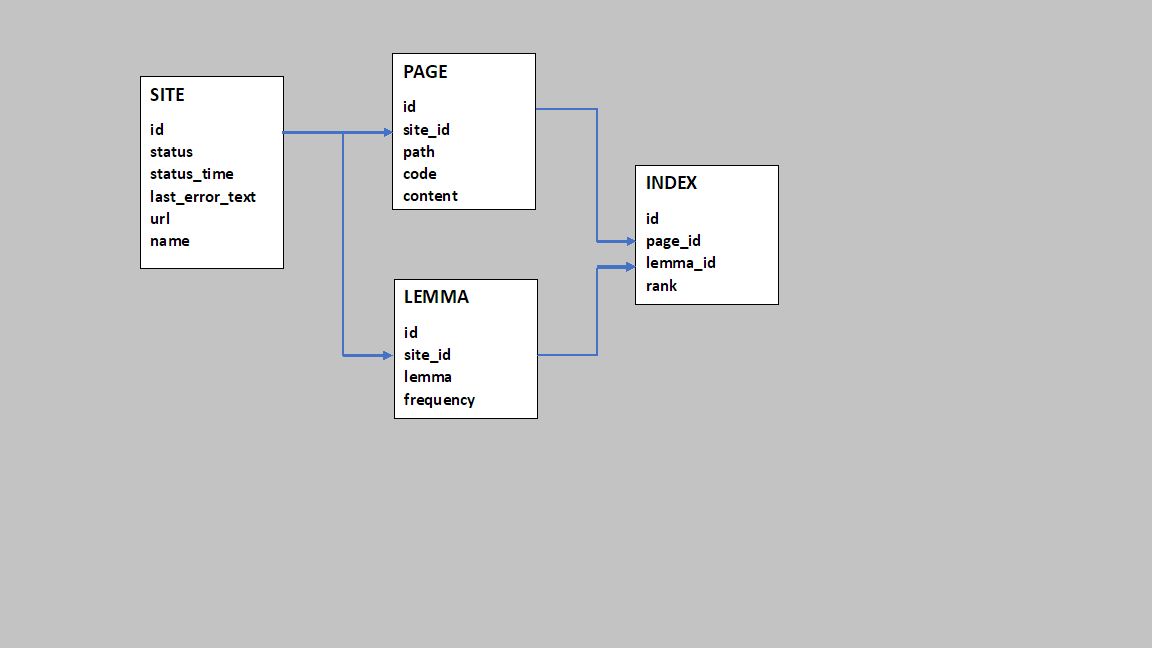 SITE
id
status
status_time
last_error_text
url
name
PAGE
id
site_id
path
code
content
LEMMA
id
site_id
lemma
frequency
INDEX
id
page_id
lemma_id
rank